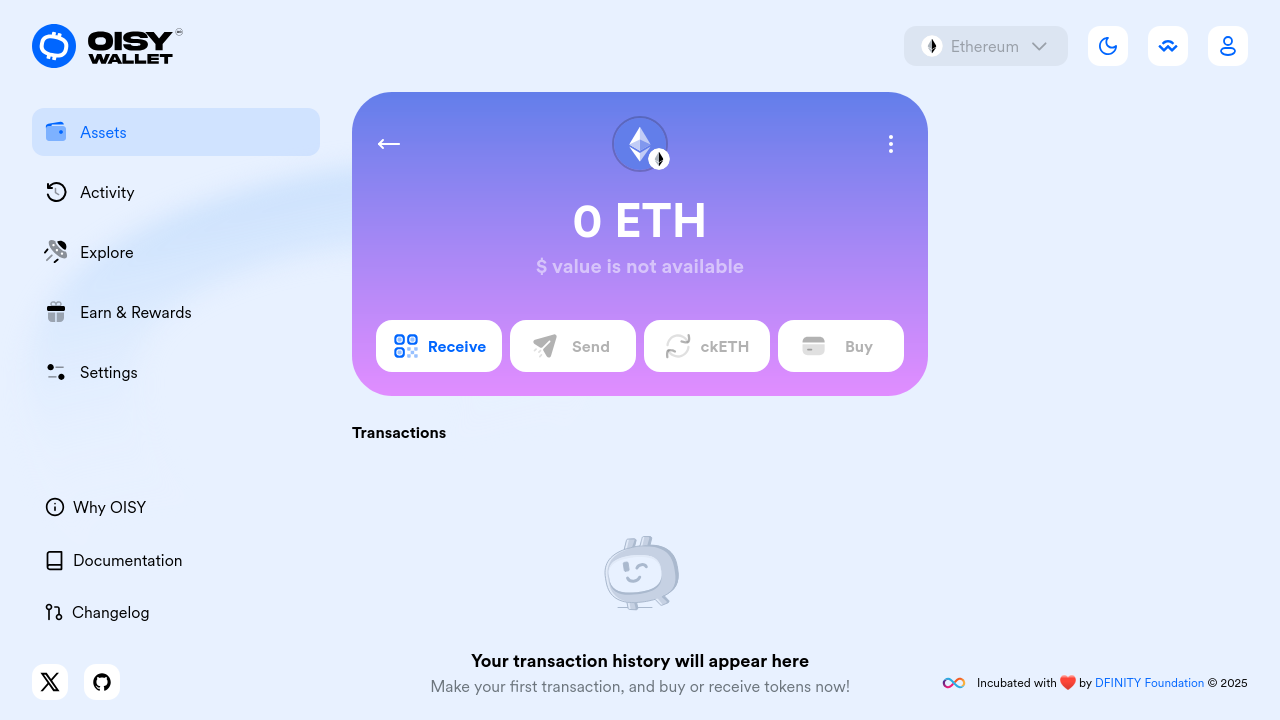 OISY
WALLET
Ethereum
Assets
Activity
Explore
Earn & Rewards
Settings
0 ETH
$ value is not available
Receive
Send
ckETH
Buy
Transactions
Why OISY
Documentation
Changelog
Your transaction history will appear here
Make your first transaction, and buy or receive tokens now!
Incubated with ❤️ by DFINITY Foundation © 2025